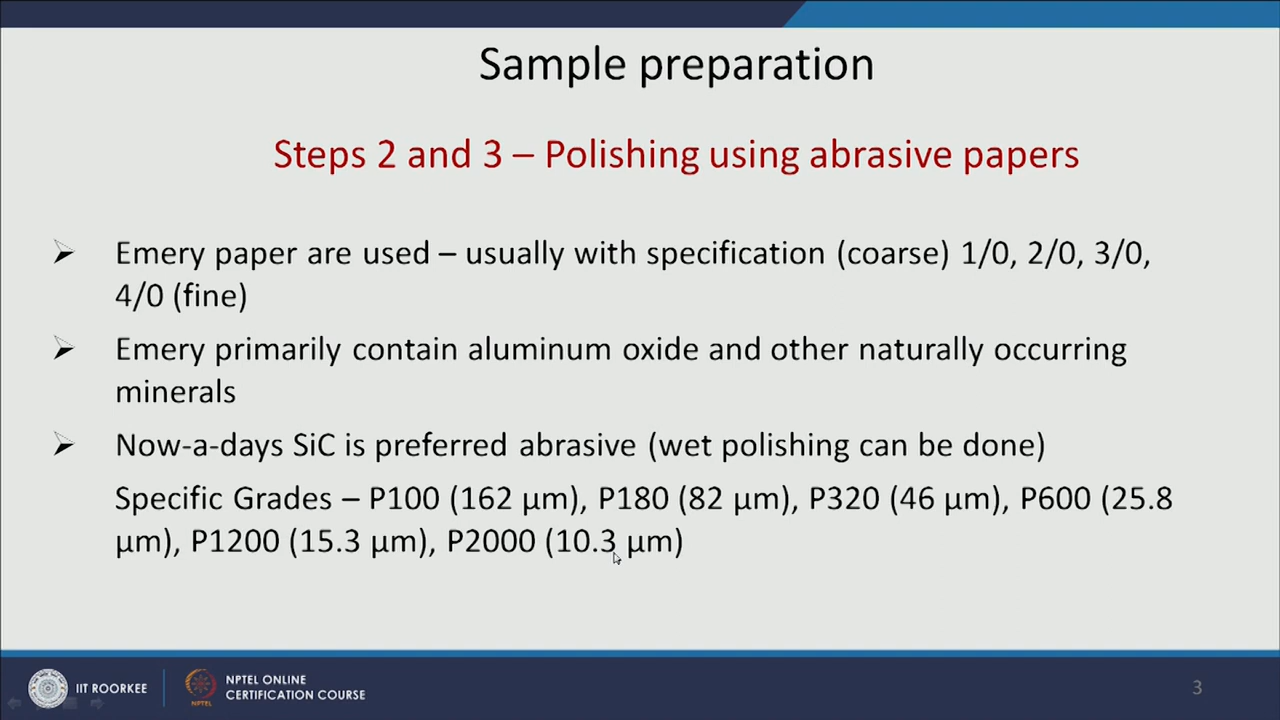 Sample preparation
Steps 2 and 3 – Polishing using abrasive papers
➢ Emery paper are used – usually with specification (coarse) 1/0, 2/0, 3/0,
4/0 (fine)
➢ Emery primarily contain aluminum oxide and other naturally occurring
minerals
➢ Now-a-days SiC is preferred abrasive (wet polishing can be done)
Specific Grades – P100 (162 µm), P180 (82 µm), P320 (46 µm), P600 (25.8
µm), P1200 (15.3 µm), P2000 (10.3 µm)
IIT ROORKEE
NPTEL ONLINE
CERTIFICATION COURSE
NPTEL
3